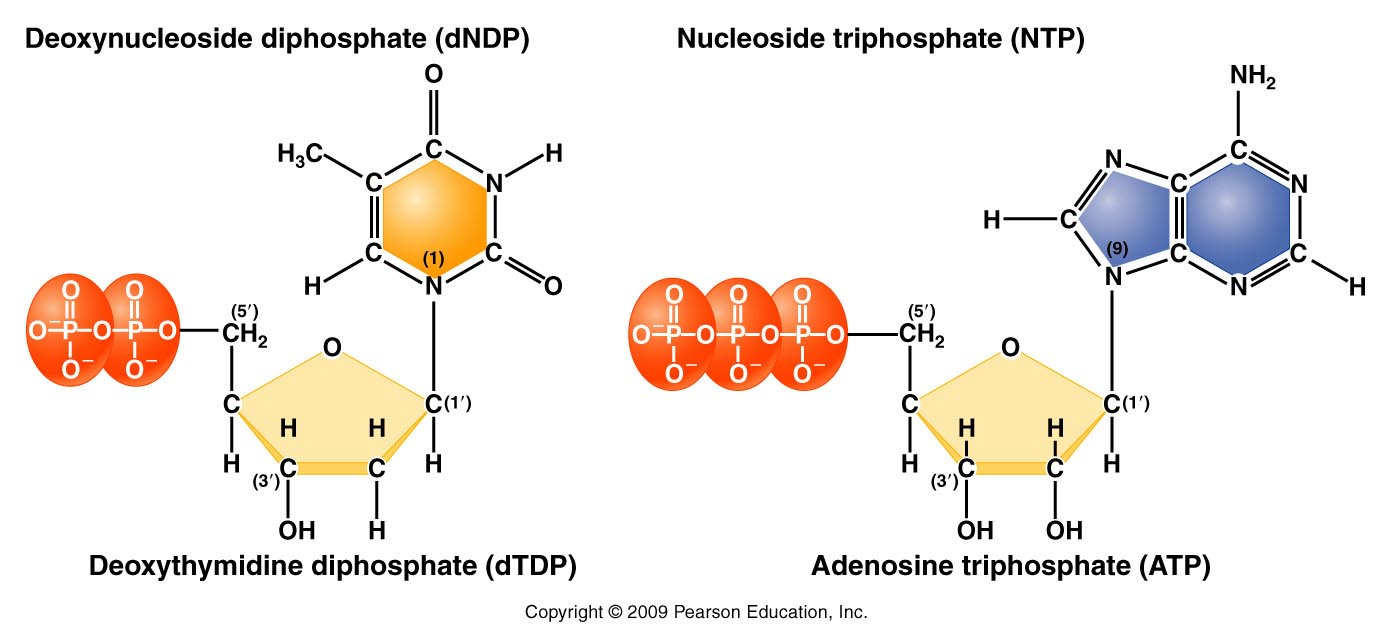 Deoxynucleoside diphosphate (dNDP)
Nucleoside triphosphate (NTP)
O
H₃C
C
H
C
N
C
(1)
C
H
N
O
O
O
O⁻
P
O
P
O
O⁻
O⁻
(5′)
CH₂
O
C
C
(1′)
H
H
H
H
(3′)
C
C
OH
H
Deoxythymidine diphosphate (dTDP)
NH₂
N
C
C
N
H
C
(9)
C
C
N
N
H
O
O
O
O⁻
P
O
P
O
P
O
O⁻
O⁻
O⁻
(5′)
CH₂
O
C
C
(1′)
H
H
H
H
(3′)
C
C
OH
OH
Adenosine triphosphate (ATP)
Copyright © 2009 Pearson Education, Inc.